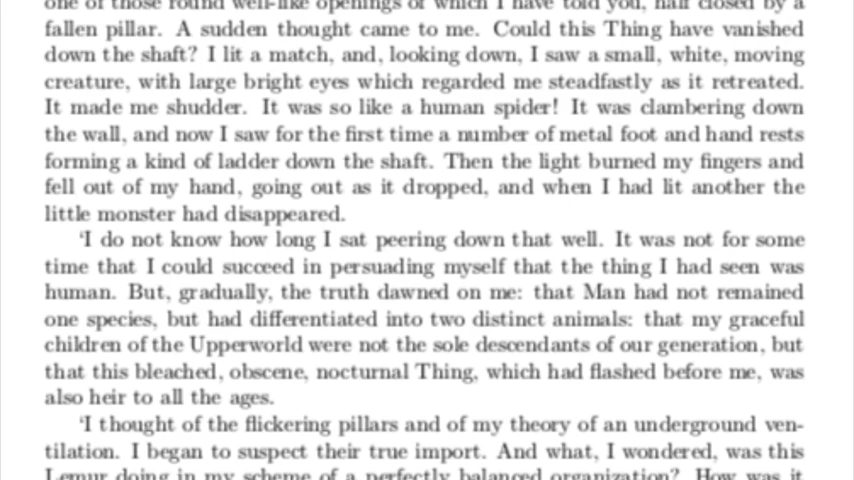 one of those round well-like openings of which I have told you, half closed by a
fallen pillar. A sudden thought came to me. Could this Thing have vanished
down the shaft? I lit a match, and, looking down, I saw a small, white, moving
creature, with large bright eyes which regarded me steadfastly as it retreated.
It made me shudder. It was so like a human spider! It was clambering down
the wall, and now I saw for the first time a number of metal foot and hand rests
forming a kind of ladder down the shaft. Then the light burned my fingers and
fell out of my hand, going out as it dropped, and when I had lit another the
little monster had disappeared.
‘I do not know how long I sat peering down that well. It was not for some
time that I could succeed in persuading myself that the thing I had seen was
human. But, gradually, the truth dawned on me: that Man had not remained
one species, but had differentiated into two distinct animals: that my graceful
children of the Upperworld were not the sole descendants of our generation, but
that this bleached, obscene, nocturnal Thing, which had flashed before me, was
also heir to all the ages.
‘I thought of the flickering pillars and of my theory of an underground ven-
tilation. I began to suspect their true import. And what, I wondered, was this
Lemur doing in my scheme of a perfectly balanced organization? How was it